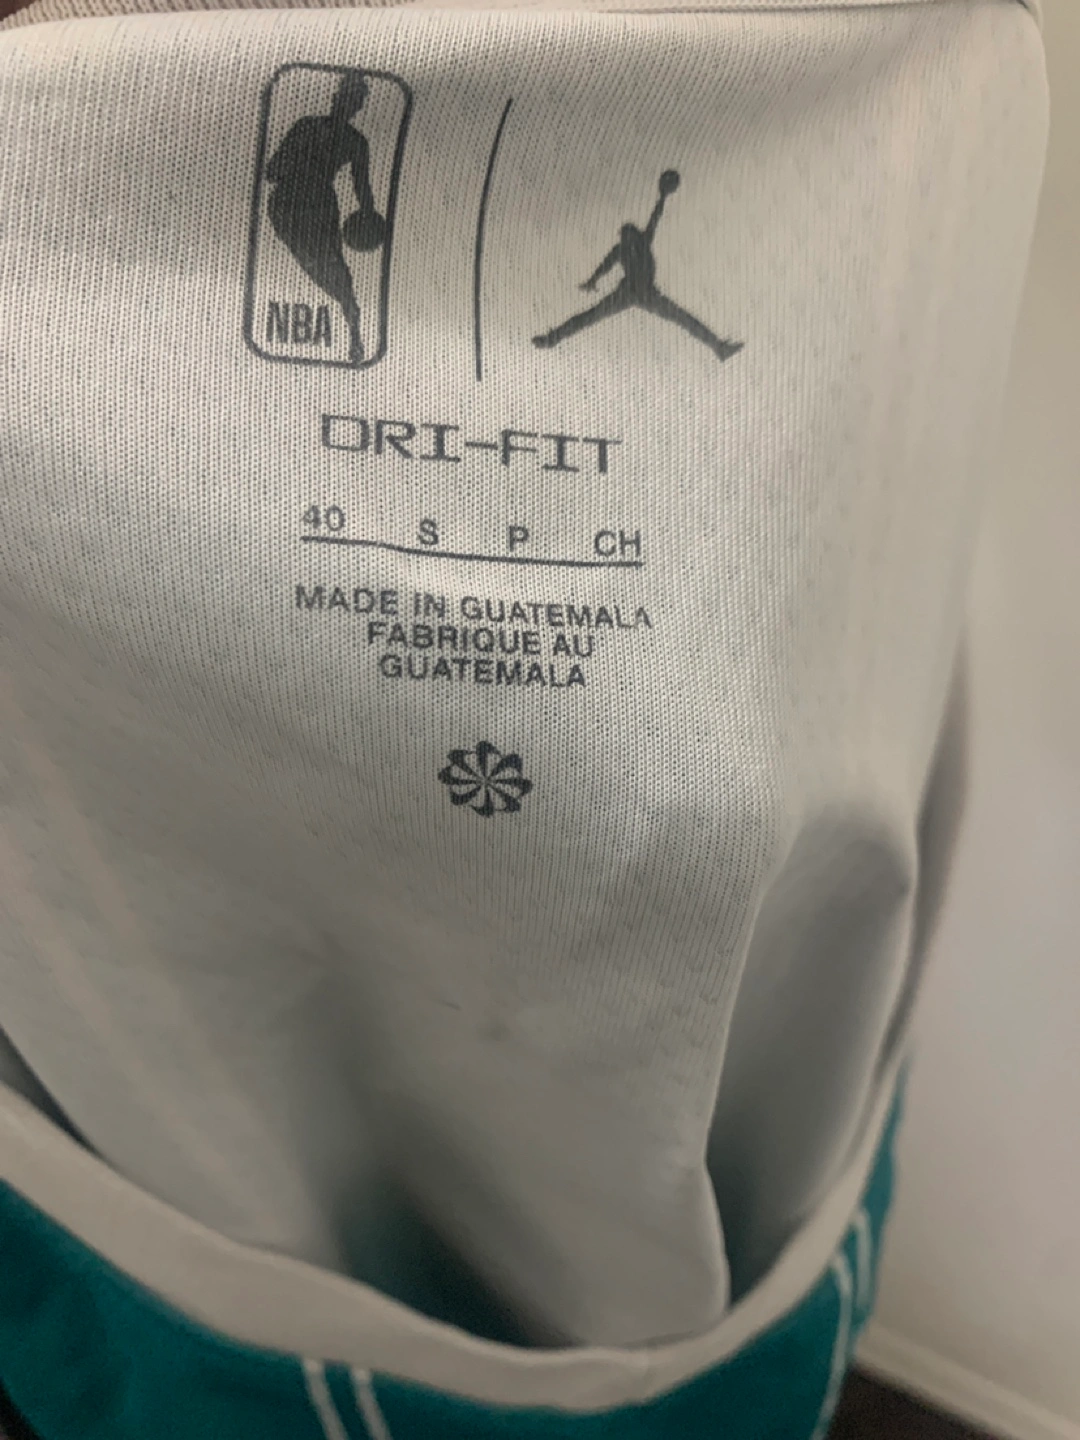 NBA
DRI-FIT
40 S P CH
MADE IN GUATEMALA
FABRIQUE AU
GUATEMALA